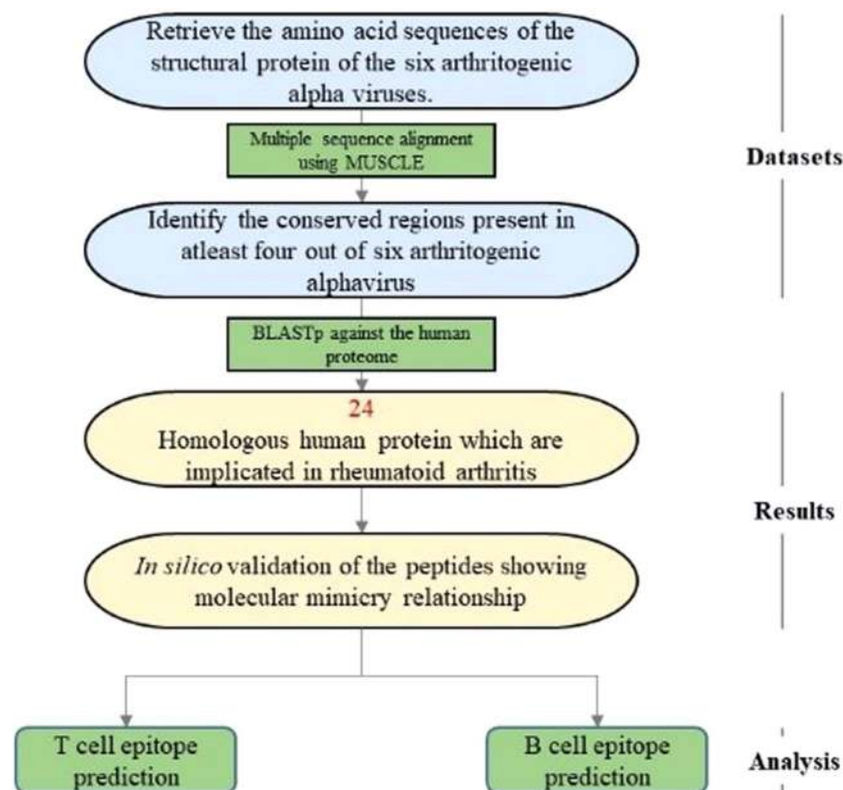 Retrieve the amino acid sequences of the
structural protein of the six arthritogenic
alpha viruses.
Multiple sequence alignment
using MUSCLE
Datasets
Identify the conserved regions present in
atleast four out of six arthritogenic
alphavirus
BLASTp against the human
proteome
24
Homologous human protein which are
implicated in rheumatoid arthritis
Results
In silico validation of the peptides showing
molecular mimicry relationship
T cell epitope
prediction
B cell epitope
prediction
Analysis